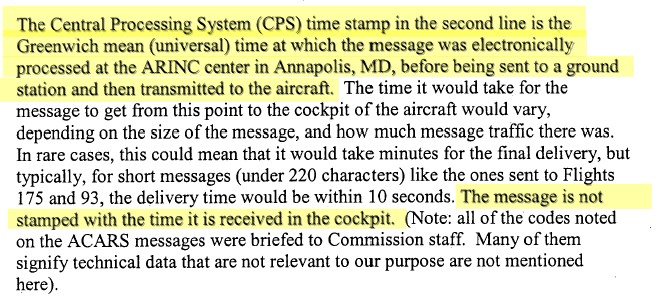 The Central Processing System (CPS) time stamp in the second line is the
Greenwich mean (universal) time at which the message was electronically
processed at the ARINC center in Annapolis, MD, before being sent to a ground
station and then transmitted to the aircraft. The time it would take for the
message to get from this point to the cockpit of the aircraft would vary,
depending on the size of the message, and how much message traffic there was.
In rare cases, this could mean that it would take minutes for the final delivery, but
typically, for short messages (under 220 characters) like the ones sent to Flights
175 and 93, the delivery time would be within 10 seconds. The message is not
stamped with the time it is received in the cockpit. (Note: all of the codes noted
on the ACARS messages were briefed to Commission staff. Many of them
signify technical data that are not relevant to our purpose are not mentioned
here).